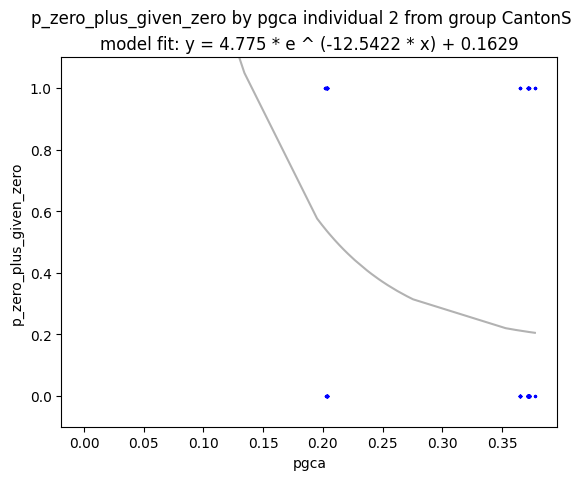 p_zero_plus_given_zero by pgca individual 2 from group CantonS
model fit: y = 4.775 * e ^ (-12.5422 * x) + 0.1629
1.0
0.8
0.6
0.4
0.2
0.0
p_zero_plus_given_zero
0.00 0.05 0.10 0.15 0.20 0.25 0.30 0.35
pgca